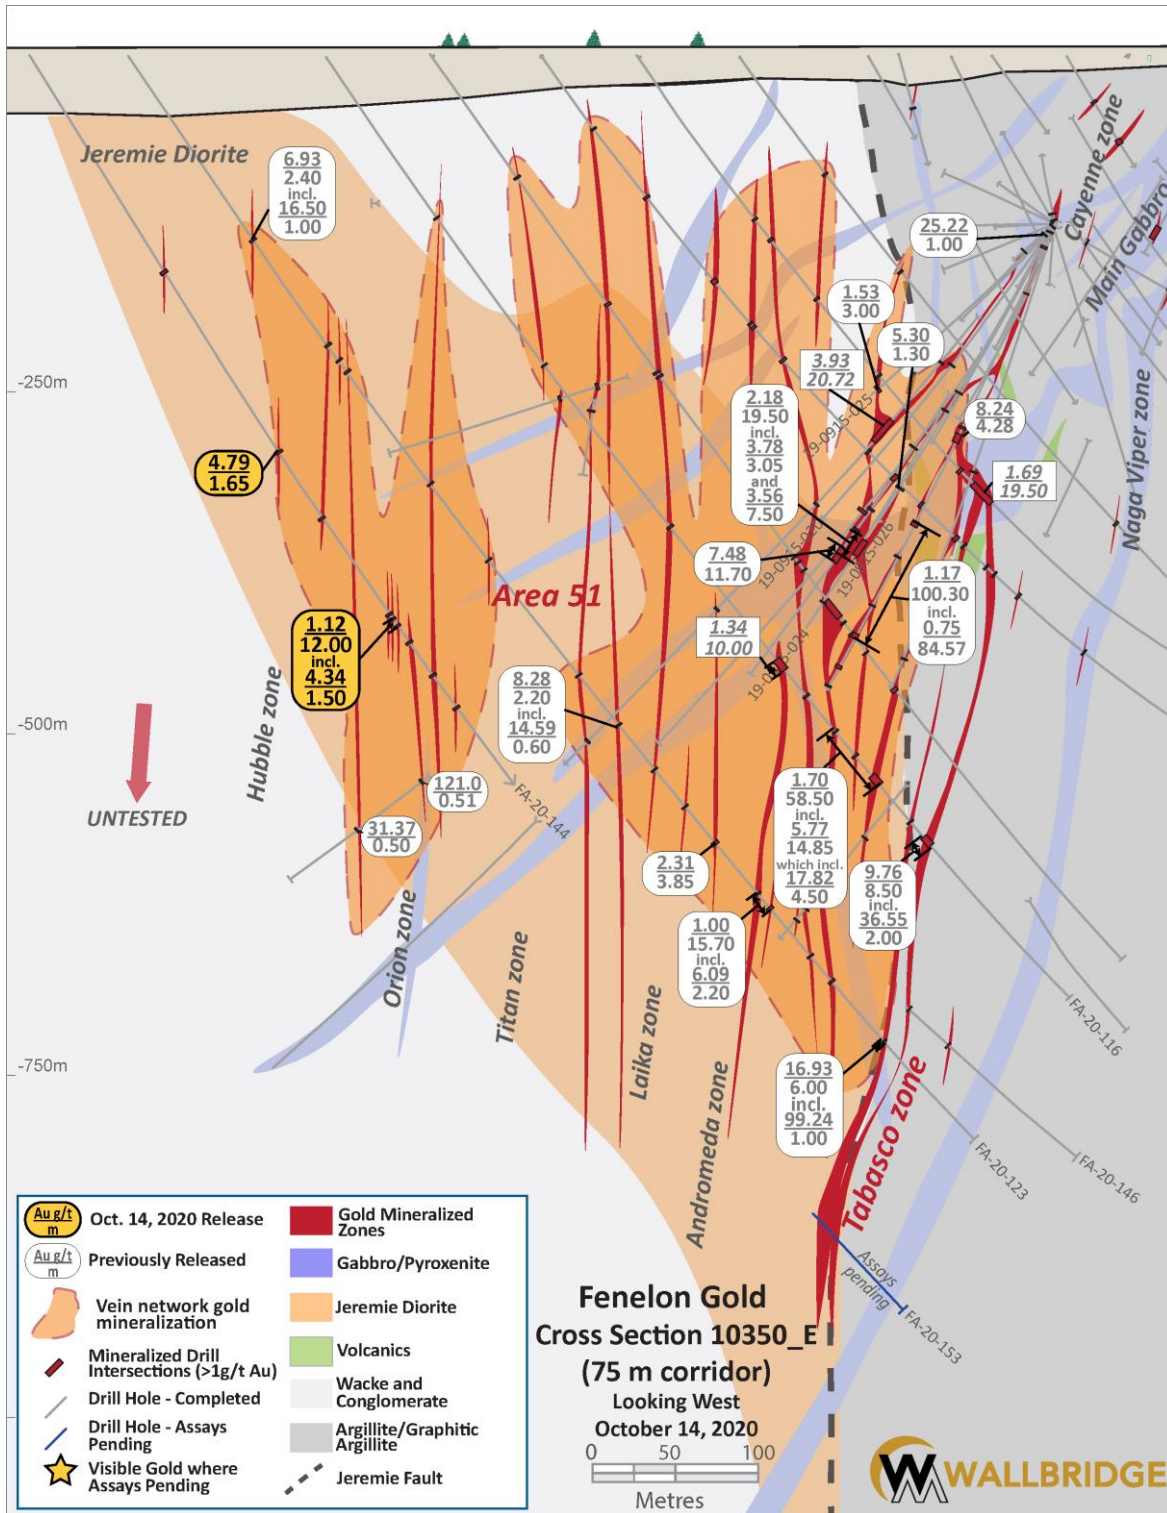 Jeremie Diorite
6.93
2.40
incl.
16.50
1.00
Cayenne zone
25.22
1.00
Main Gabbro
1.53
3.00
5.30
1.30
3.93
20.72
-250m
2.18
19.50
incl.
3.78
3.05
and
3.56
7.50
19-0915-025
8.24
4.28
Naga Viper zone
4.79
1.65
1.69
19.50
7.48
11.70
19-0915-026
Area 51
1.17
100.30
incl.
0.75
84.57
1.12
12.00
incl.
4.34
1.50
1.34
10.00
8.28
2.20
incl.
14.59
0.60
Hubble zone
-500m
UNTESTED
121.0
0.51
FA-20-144
31.37
0.50
1.70
58.50
incl.
5.77
14.85
which incl.
17.82
4.50
2.31
3.85
9.76
8.50
incl.
36.55
2.00
1.00
15.70
incl.
6.09
2.20
Orion zone
Titan zone
Laika zone
Andromeda zone
FA-20-116
-750m
16.93
6.00
incl.
99.24
1.00
Tabasco zone
FA-20-123
FA-20-146
Assays
pending
FA-20-153
Au g/t
m
Oct. 14, 2020 Release
Au g/t
m
Previously Released
Vein network gold
mineralization
Mineralized Drill
Intersections (>1g/t Au)
Drill Hole - Completed
Drill Hole - Assays
Pending
Visible Gold where
Assays Pending
Gold Mineralized
Zones
Gabbro/Pyroxenite
Jeremie Diorite
Volcanics
Wacke and
Conglomerate
Argillite/Graphitic
Argillite
Jeremie Fault
Fenelon Gold
Cross Section 10350_E
(75 m corridor)
Looking West
October 14, 2020
0 50 100
Metres
WALLBRIDGE